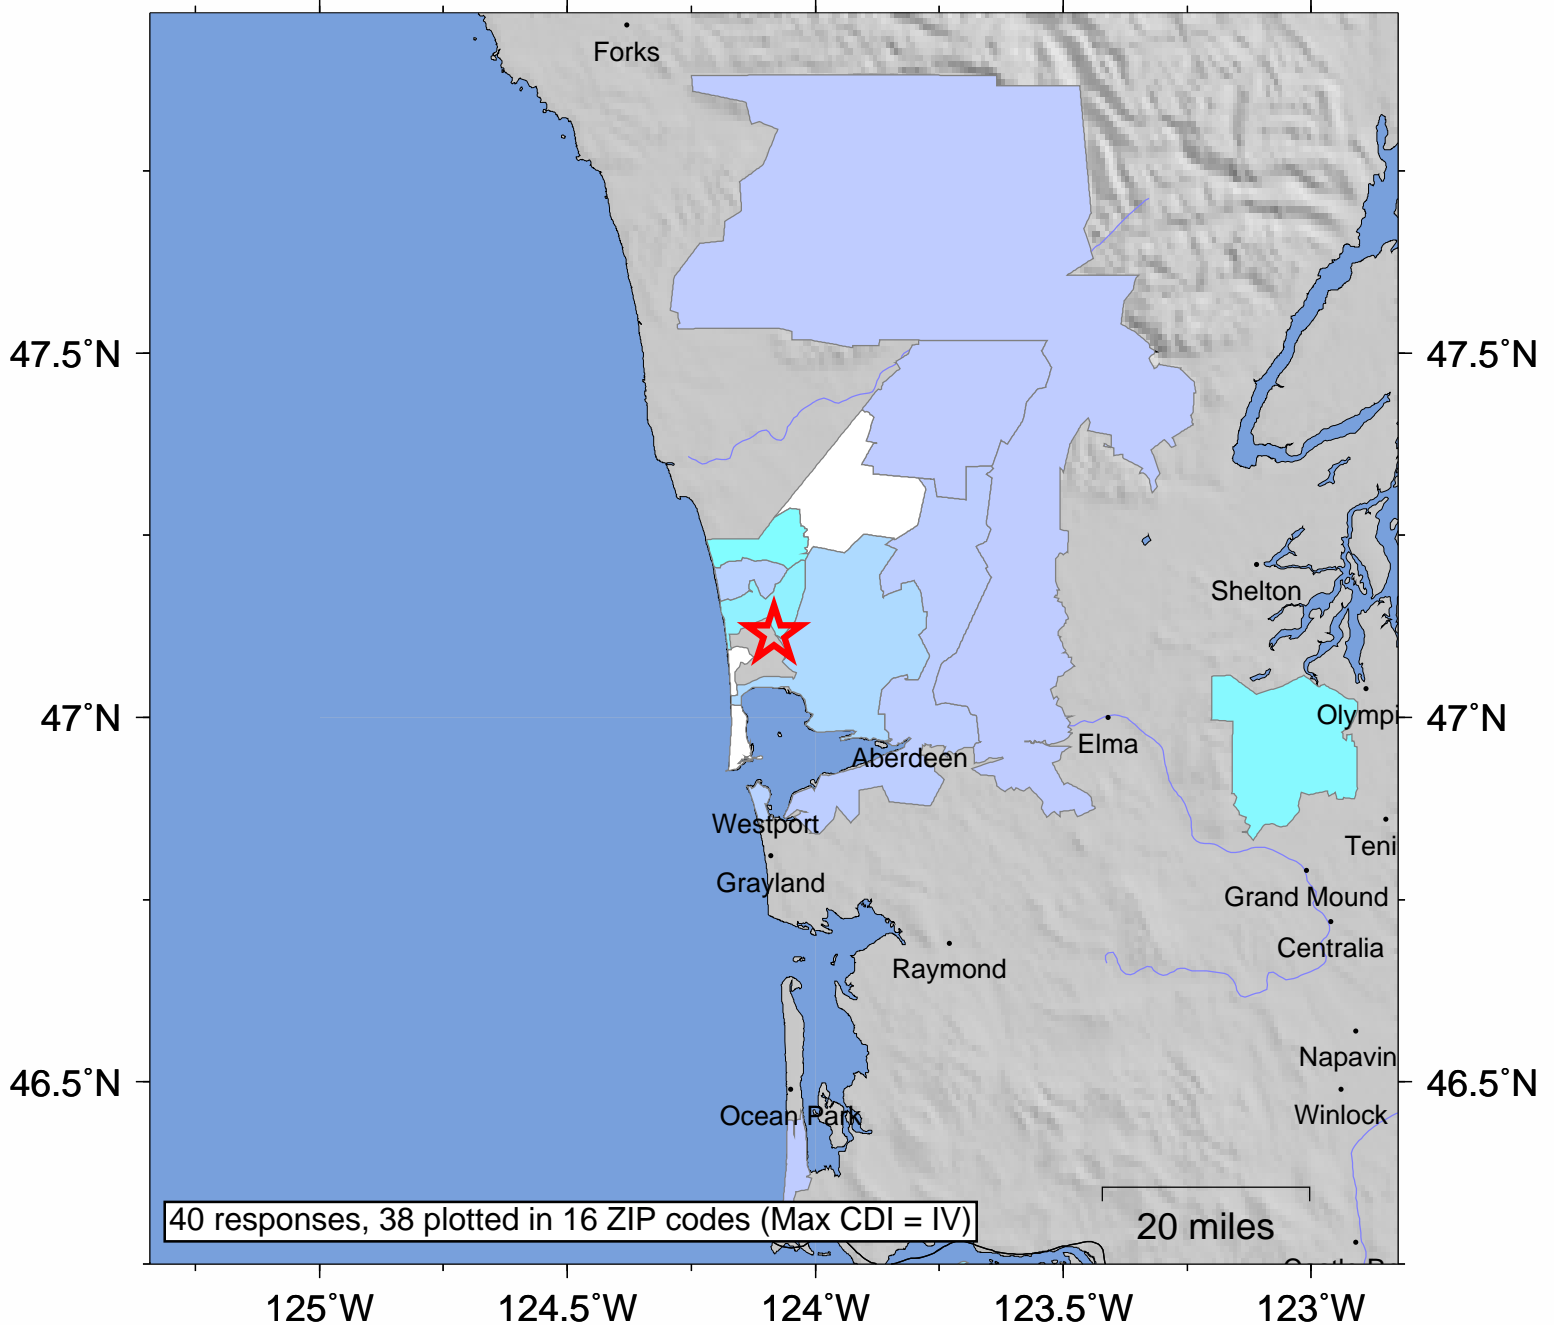 Forks
47.5°N
47.5°N
Shelton
47°N
Olympi
47°N
Elma
Aberdeen
Westport
Teni
Grayland
Grand Mound
Centralia
Raymond
Napavin
46.5°N
46.5°N
Ocean Park
Winlock
40 responses, 38 plotted in 16 ZIP codes (Max CDI = IV)
20 miles
125°W
124.5°W
124°W
123.5°W
123°W